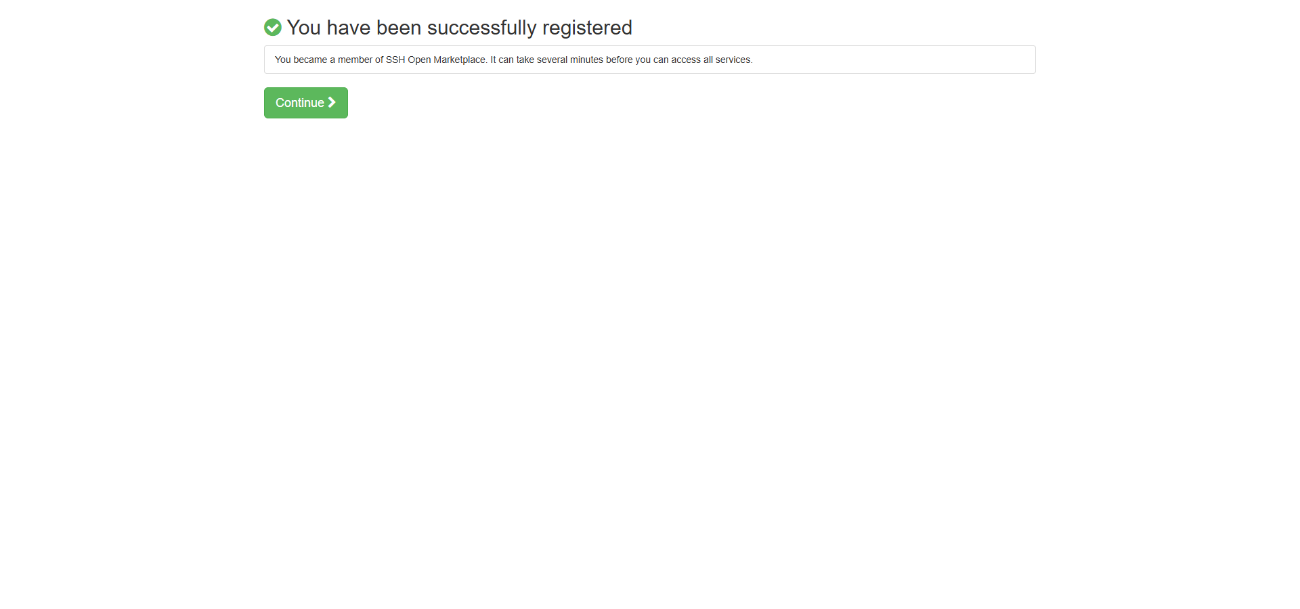 You have been successfully registered
You became a member of SSH Open Marketplace. It can take several minutes before you can access all services.
Continue